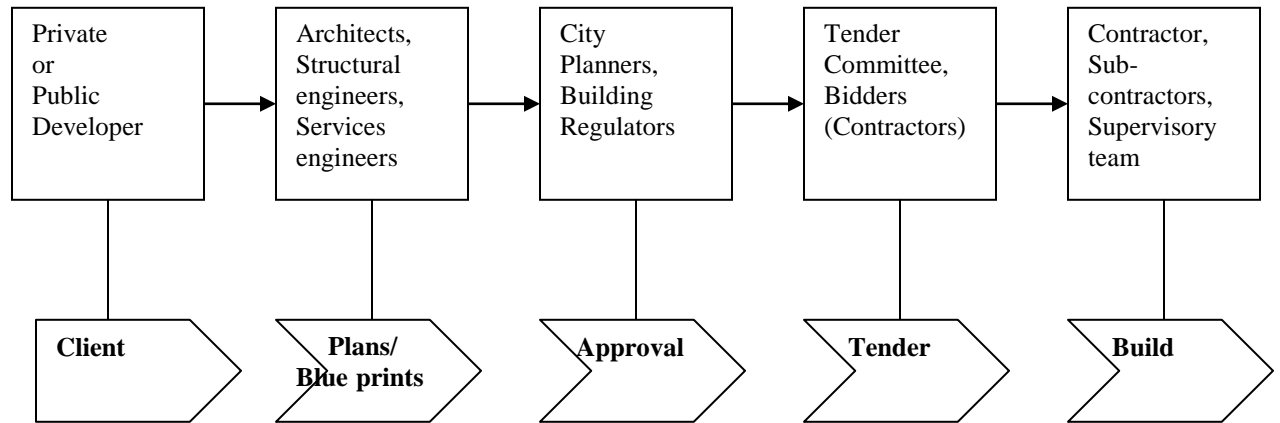 Private
or
Public
Developer
Architects,
Structural
engineers,
Services
engineers
City
Planners,
Building
Regulators
Tender
Committee,
Bidders
(Contractors)
Contractor,
Sub-
contractors,
Supervisory
team
Client
Plans/
Blue prints
Approval
Tender
Build